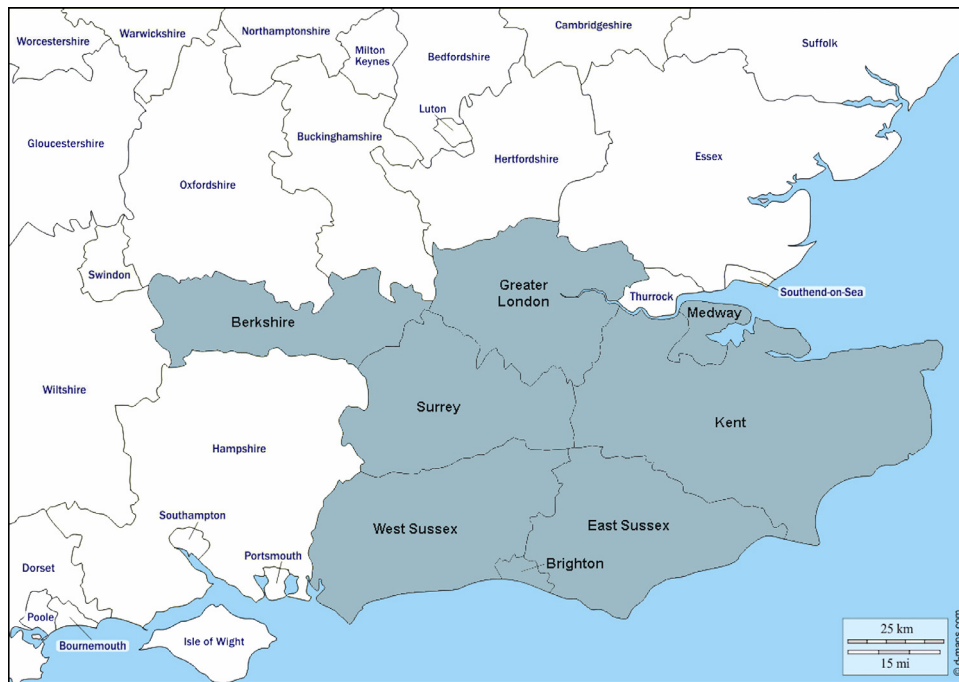 Worcestershire
Warwickshire
Northamptonshire
Cambridgeshire
Milton
Keynes
Bedfordshire
Suffolk
Luton
Gloucestershire
Buckinghamshire
Essex
Hertfordshire
Oxfordshire
Swindon
Greater
London
Thurrock
Southend-on-Sea
Medway
Berkshire
Wiltshire
Surrey
Kent
Hampshire
Southampton
West Sussex
East Sussex
Portsmouth
Brighton
Dorset
Poole
Bournemouth
Isle of Wight
25 km
15 mi
© d-maps.com